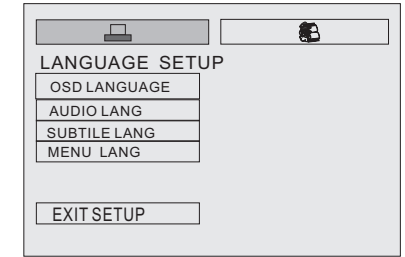 LANGUAGE SETUP
OSD LANGUAGE
AUDIO LANG
SUBTILE LANG
MENU LANG
EXIT SETUP